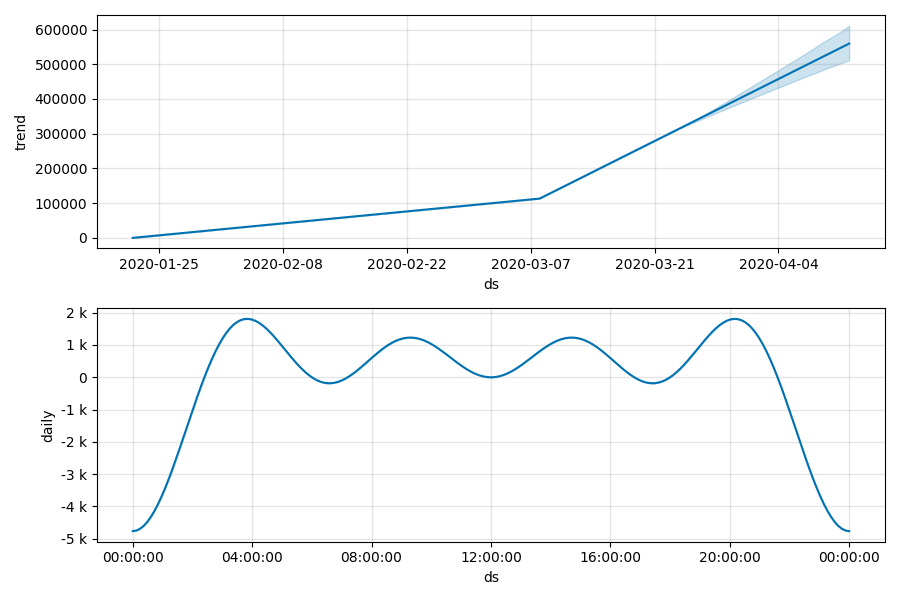 600000
500000
400000
300000
200000
100000
0
trend
2020-01-25 2020-02-08 2020-02-22 2020-03-07 2020-03-21 2020-04-04
ds
2 k
1 k
0
-1 k
-2 k
-3 k
-4 k
-5 k
daily
00:00:00 04:00:00 08:00:00 12:00:00 16:00:00 20:00:00 00:00:00
ds